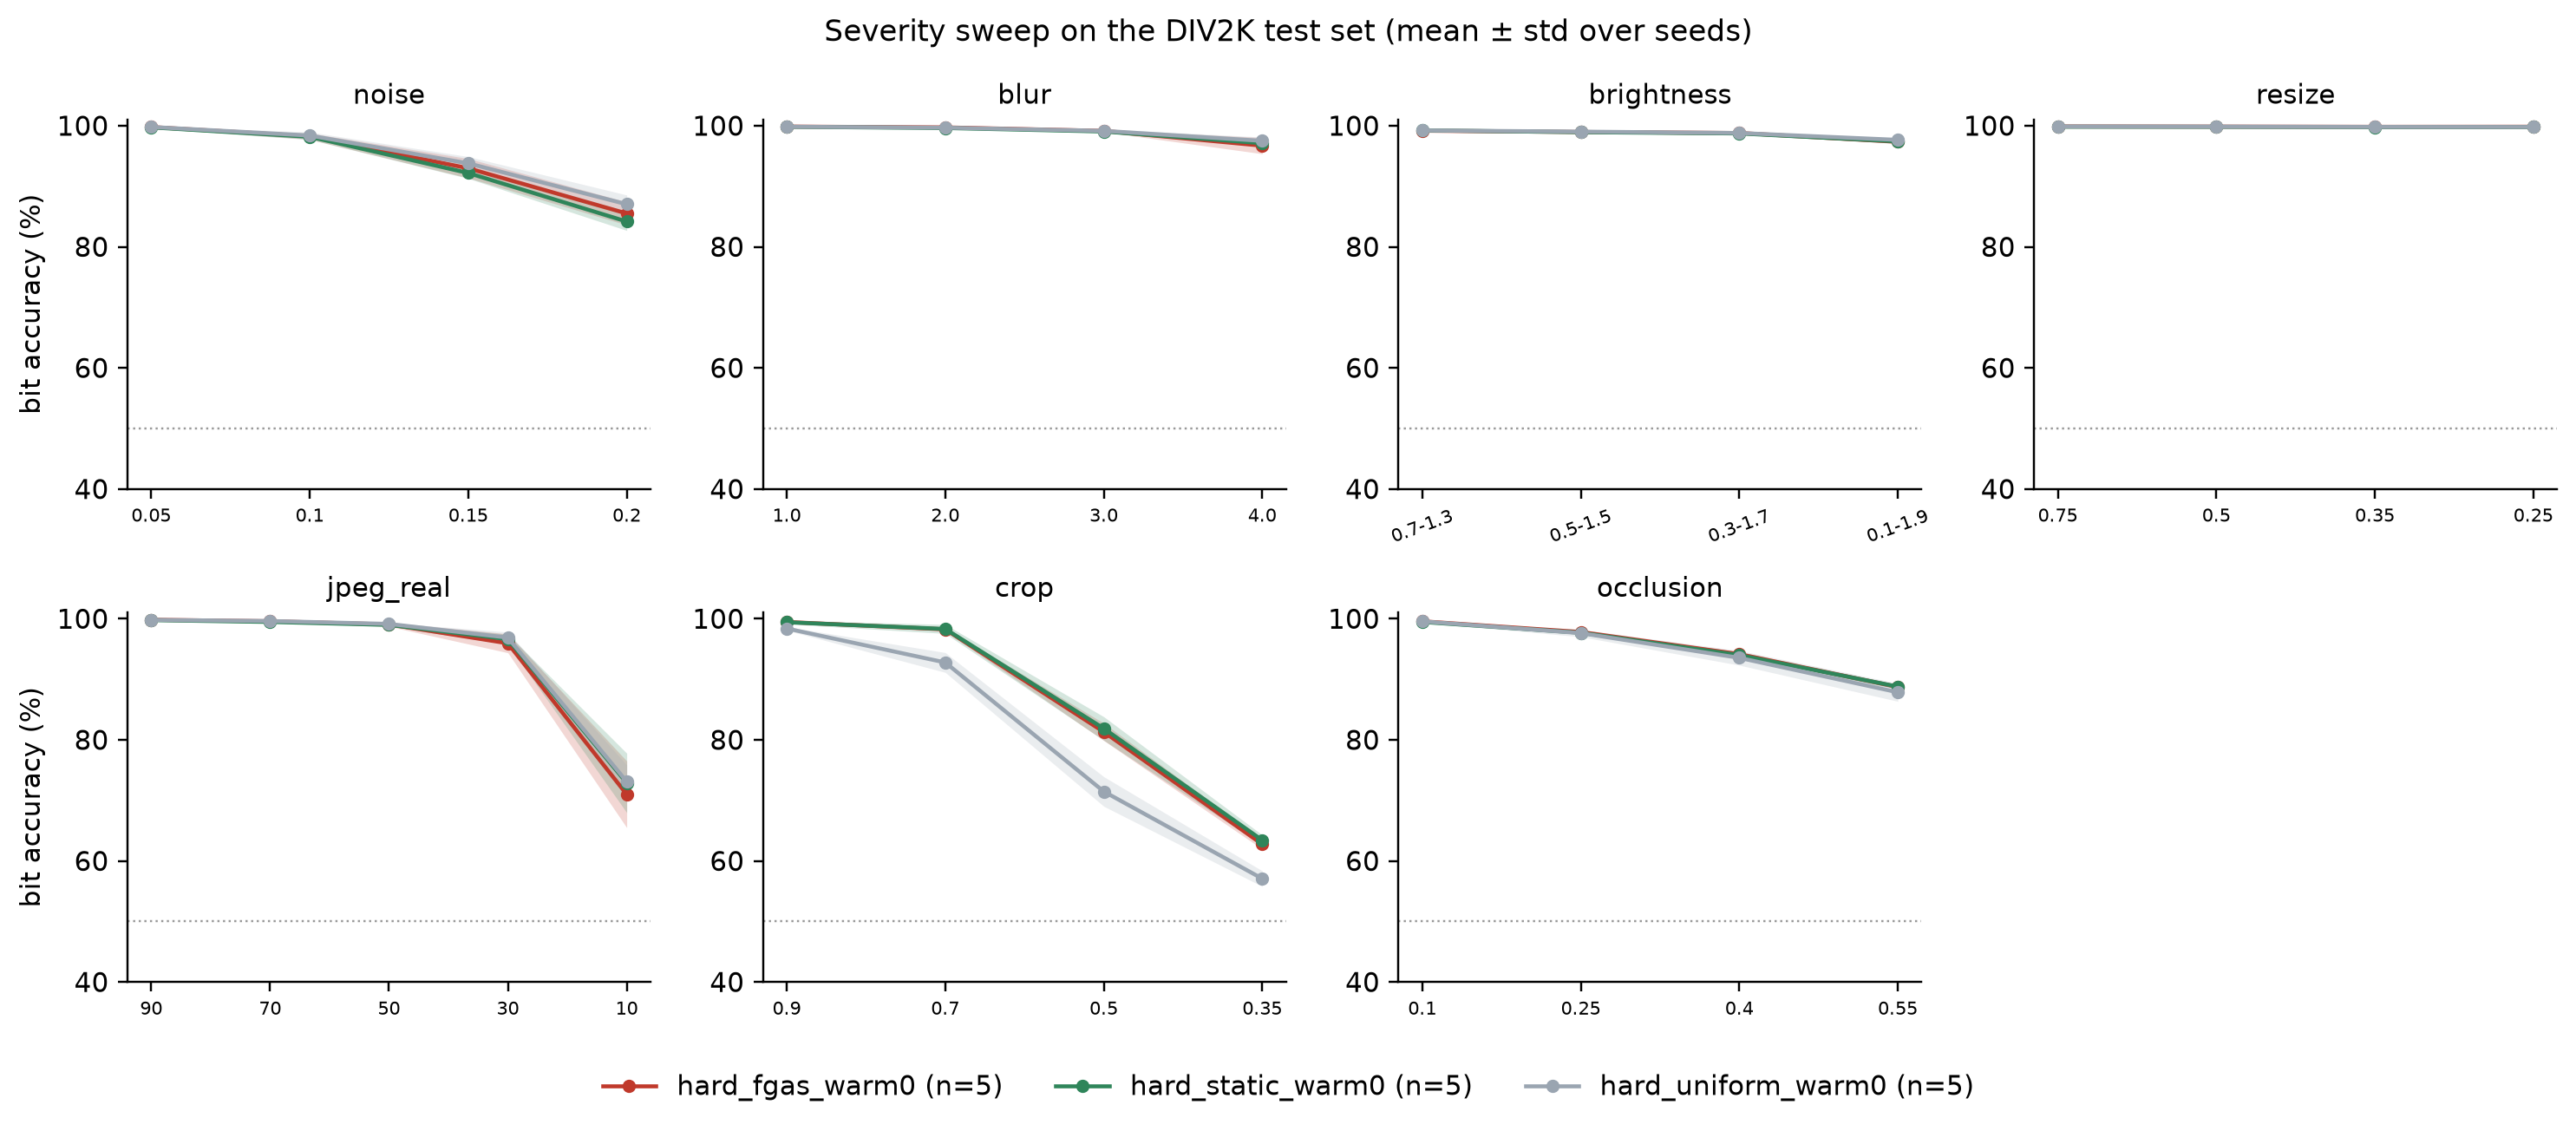 Severity sweep on the DIV2K test set (mean ± std over seeds)
noise
blur
brightness
resize
bit accuracy (%)
100
80
60
40
0.05 0.1 0.15 0.2
100
80
60
40
1.0 2.0 3.0 4.0
100
80
60
40
0.7-1.3 0.5-1.5 0.3-1.7 0.1-1.9
100
80
60
40
0.75 0.5 0.35 0.25
jpeg_real
crop
occlusion
bit accuracy (%)
100
80
60
40
90 70 50 30 10
100
80
60
40
0.9 0.7 0.5 0.35
100
80
60
40
0.1 0.25 0.4 0.55
hard_fgas_warm0 (n=5) hard_static_warm0 (n=5) hard_uniform_warm0 (n=5)